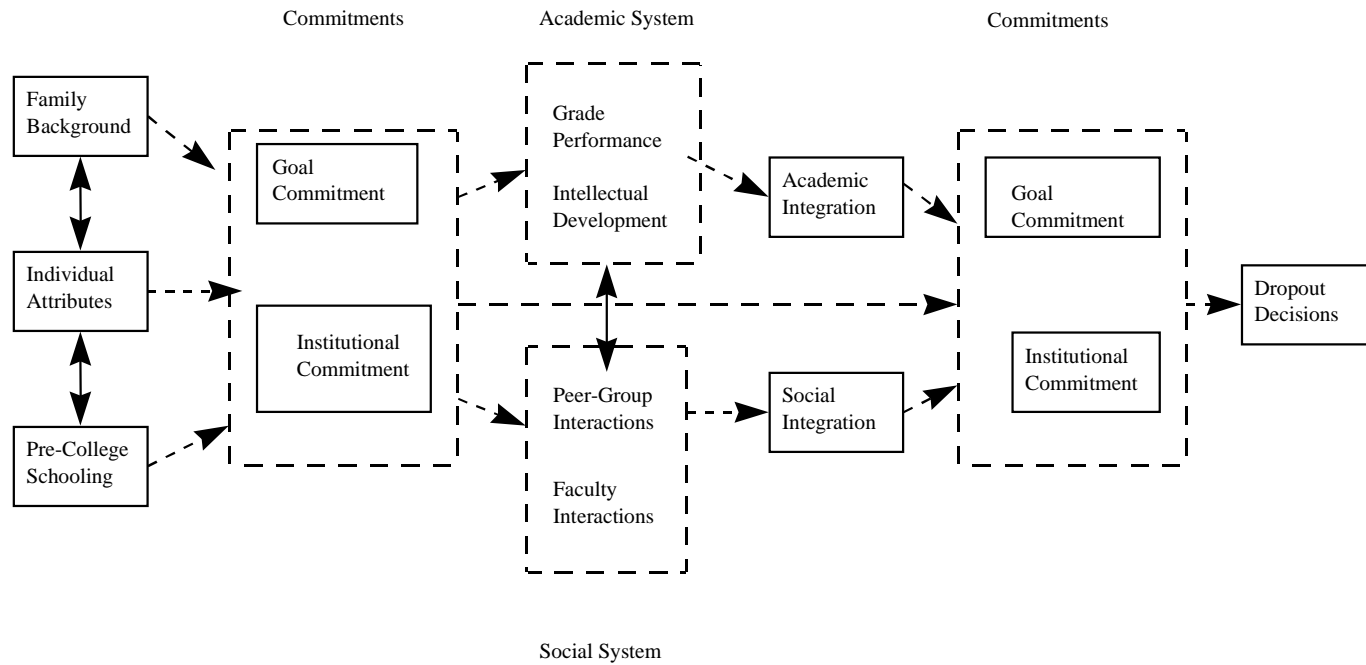 Commitments
Academic System
Commitments
Family
Background
Individual
Attributes
Pre-College
Schooling
Goal
Commitment
Institutional
Commitment
Grade
Performance
Intellectual
Development
Peer-Group
Interactions
Faculty
Interactions
Academic
Integration
Social
Integration
Goal
Commitment
Institutional
Commitment
Dropout
Decisions
Social System